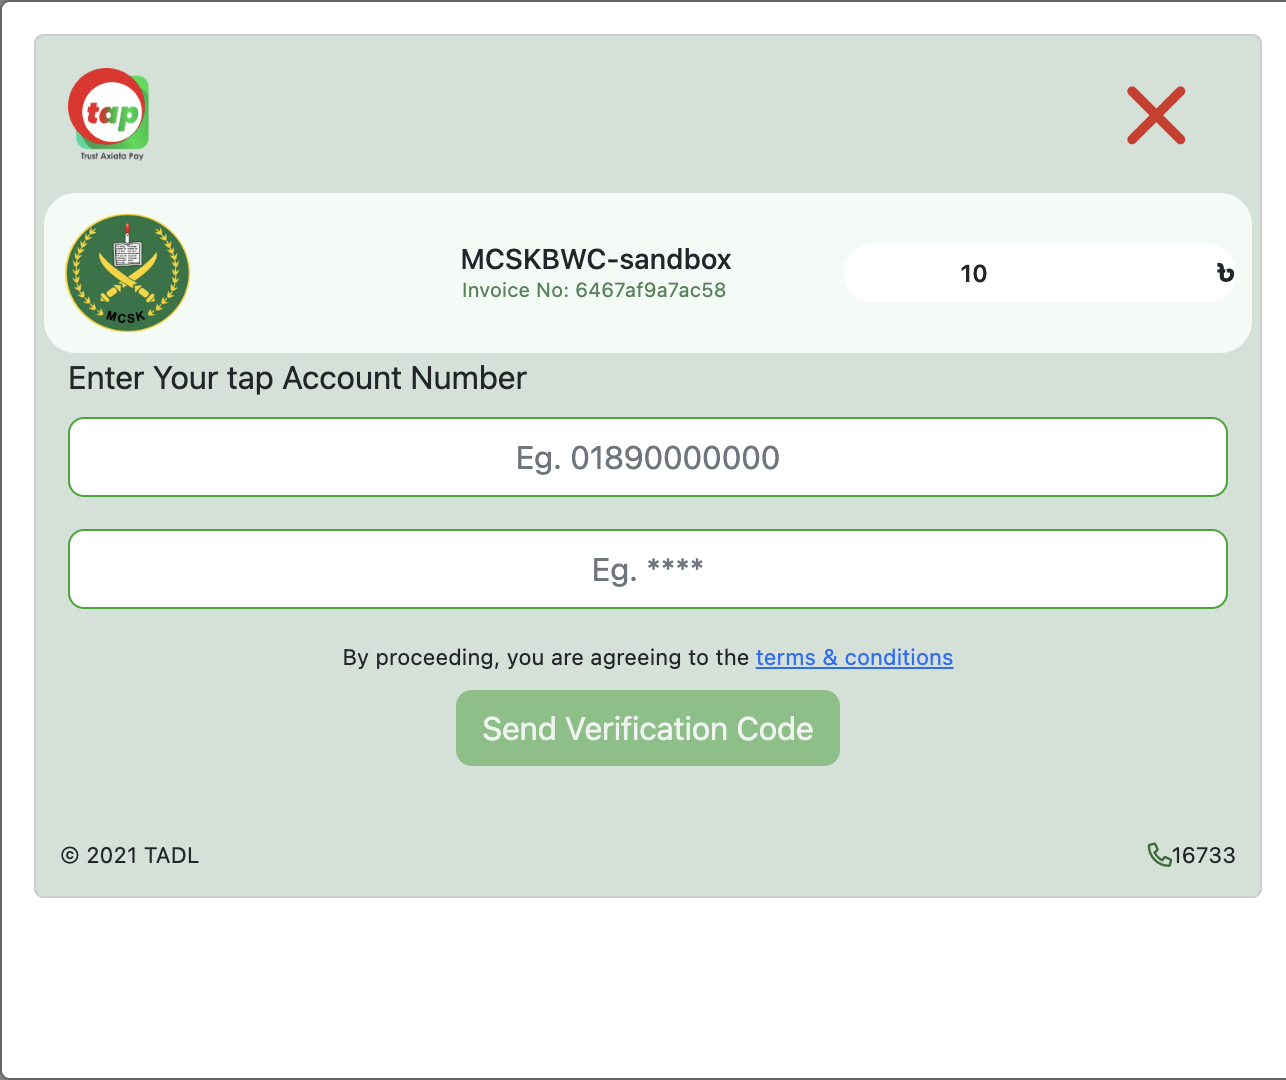 tap
Trust Axiata Pay
MCSK
MCSKBWC-sandbox
Invoice No: 6467af9a7ac58
10 ৳
Enter Your tap Account Number
Eg. 01890000000
Eg. ****
By proceeding, you are agreeing to the terms & conditions
Send Verification Code
© 2021 TADL
16733